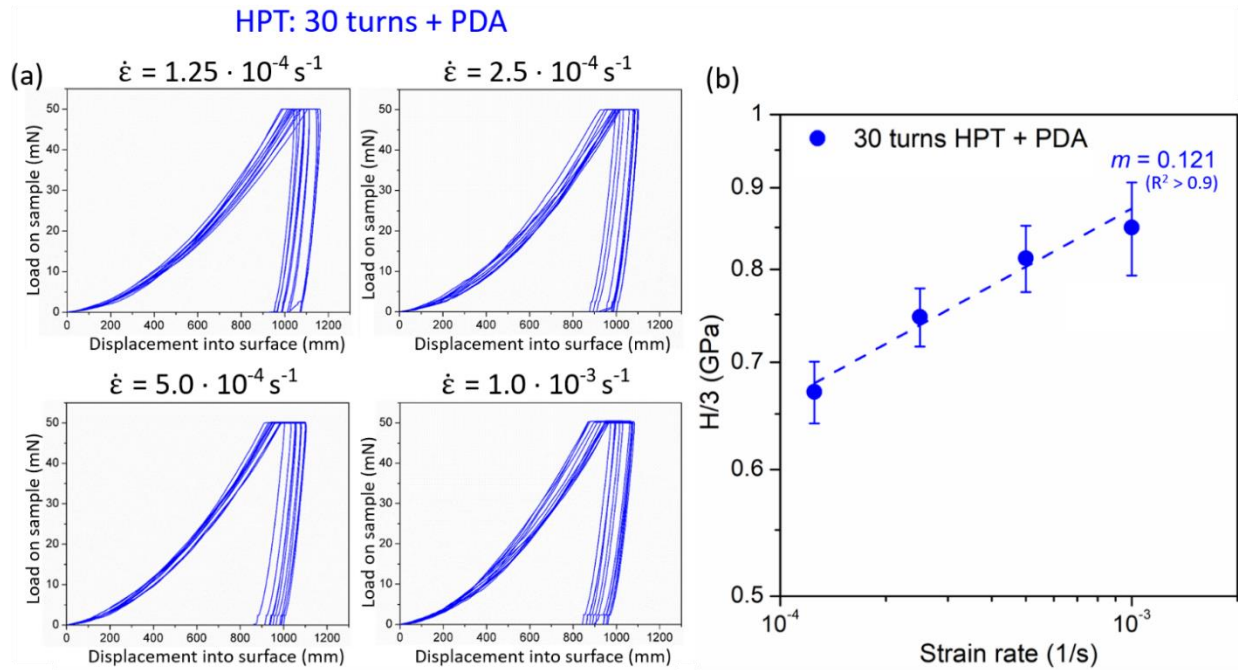 HPT: 30 turns + PDA
(a)
ε̇ = 1.25 · 10⁻⁴ s⁻¹
50
40
30
20
10
0
Load on sample (mN)
0 200 400 600 800 1000 1200
Displacement into surface (mm)
ε̇ = 2.5 · 10⁻⁴ s⁻¹
50
40
30
20
10
0
Load on sample (mN)
0 200 400 600 800 1000 1200
Displacement into surface (mm)
ε̇ = 5.0 · 10⁻⁴ s⁻¹
50
40
30
20
10
0
Load on sample (mN)
0 200 400 600 800 1000 1200
Displacement into surface (mm)
ε̇ = 1.0 · 10⁻³ s⁻¹
50
40
30
20
10
0
Load on sample (mN)
0 200 400 600 800 1000 1200
Displacement into surface (mm)
(b)
1
0.9
0.8
0.7
0.6
0.5
H/3 (GPa)
30 turns HPT + PDA
m = 0.121
(R² > 0.9)
10⁻⁴ 10⁻³
Strain rate (1/s)